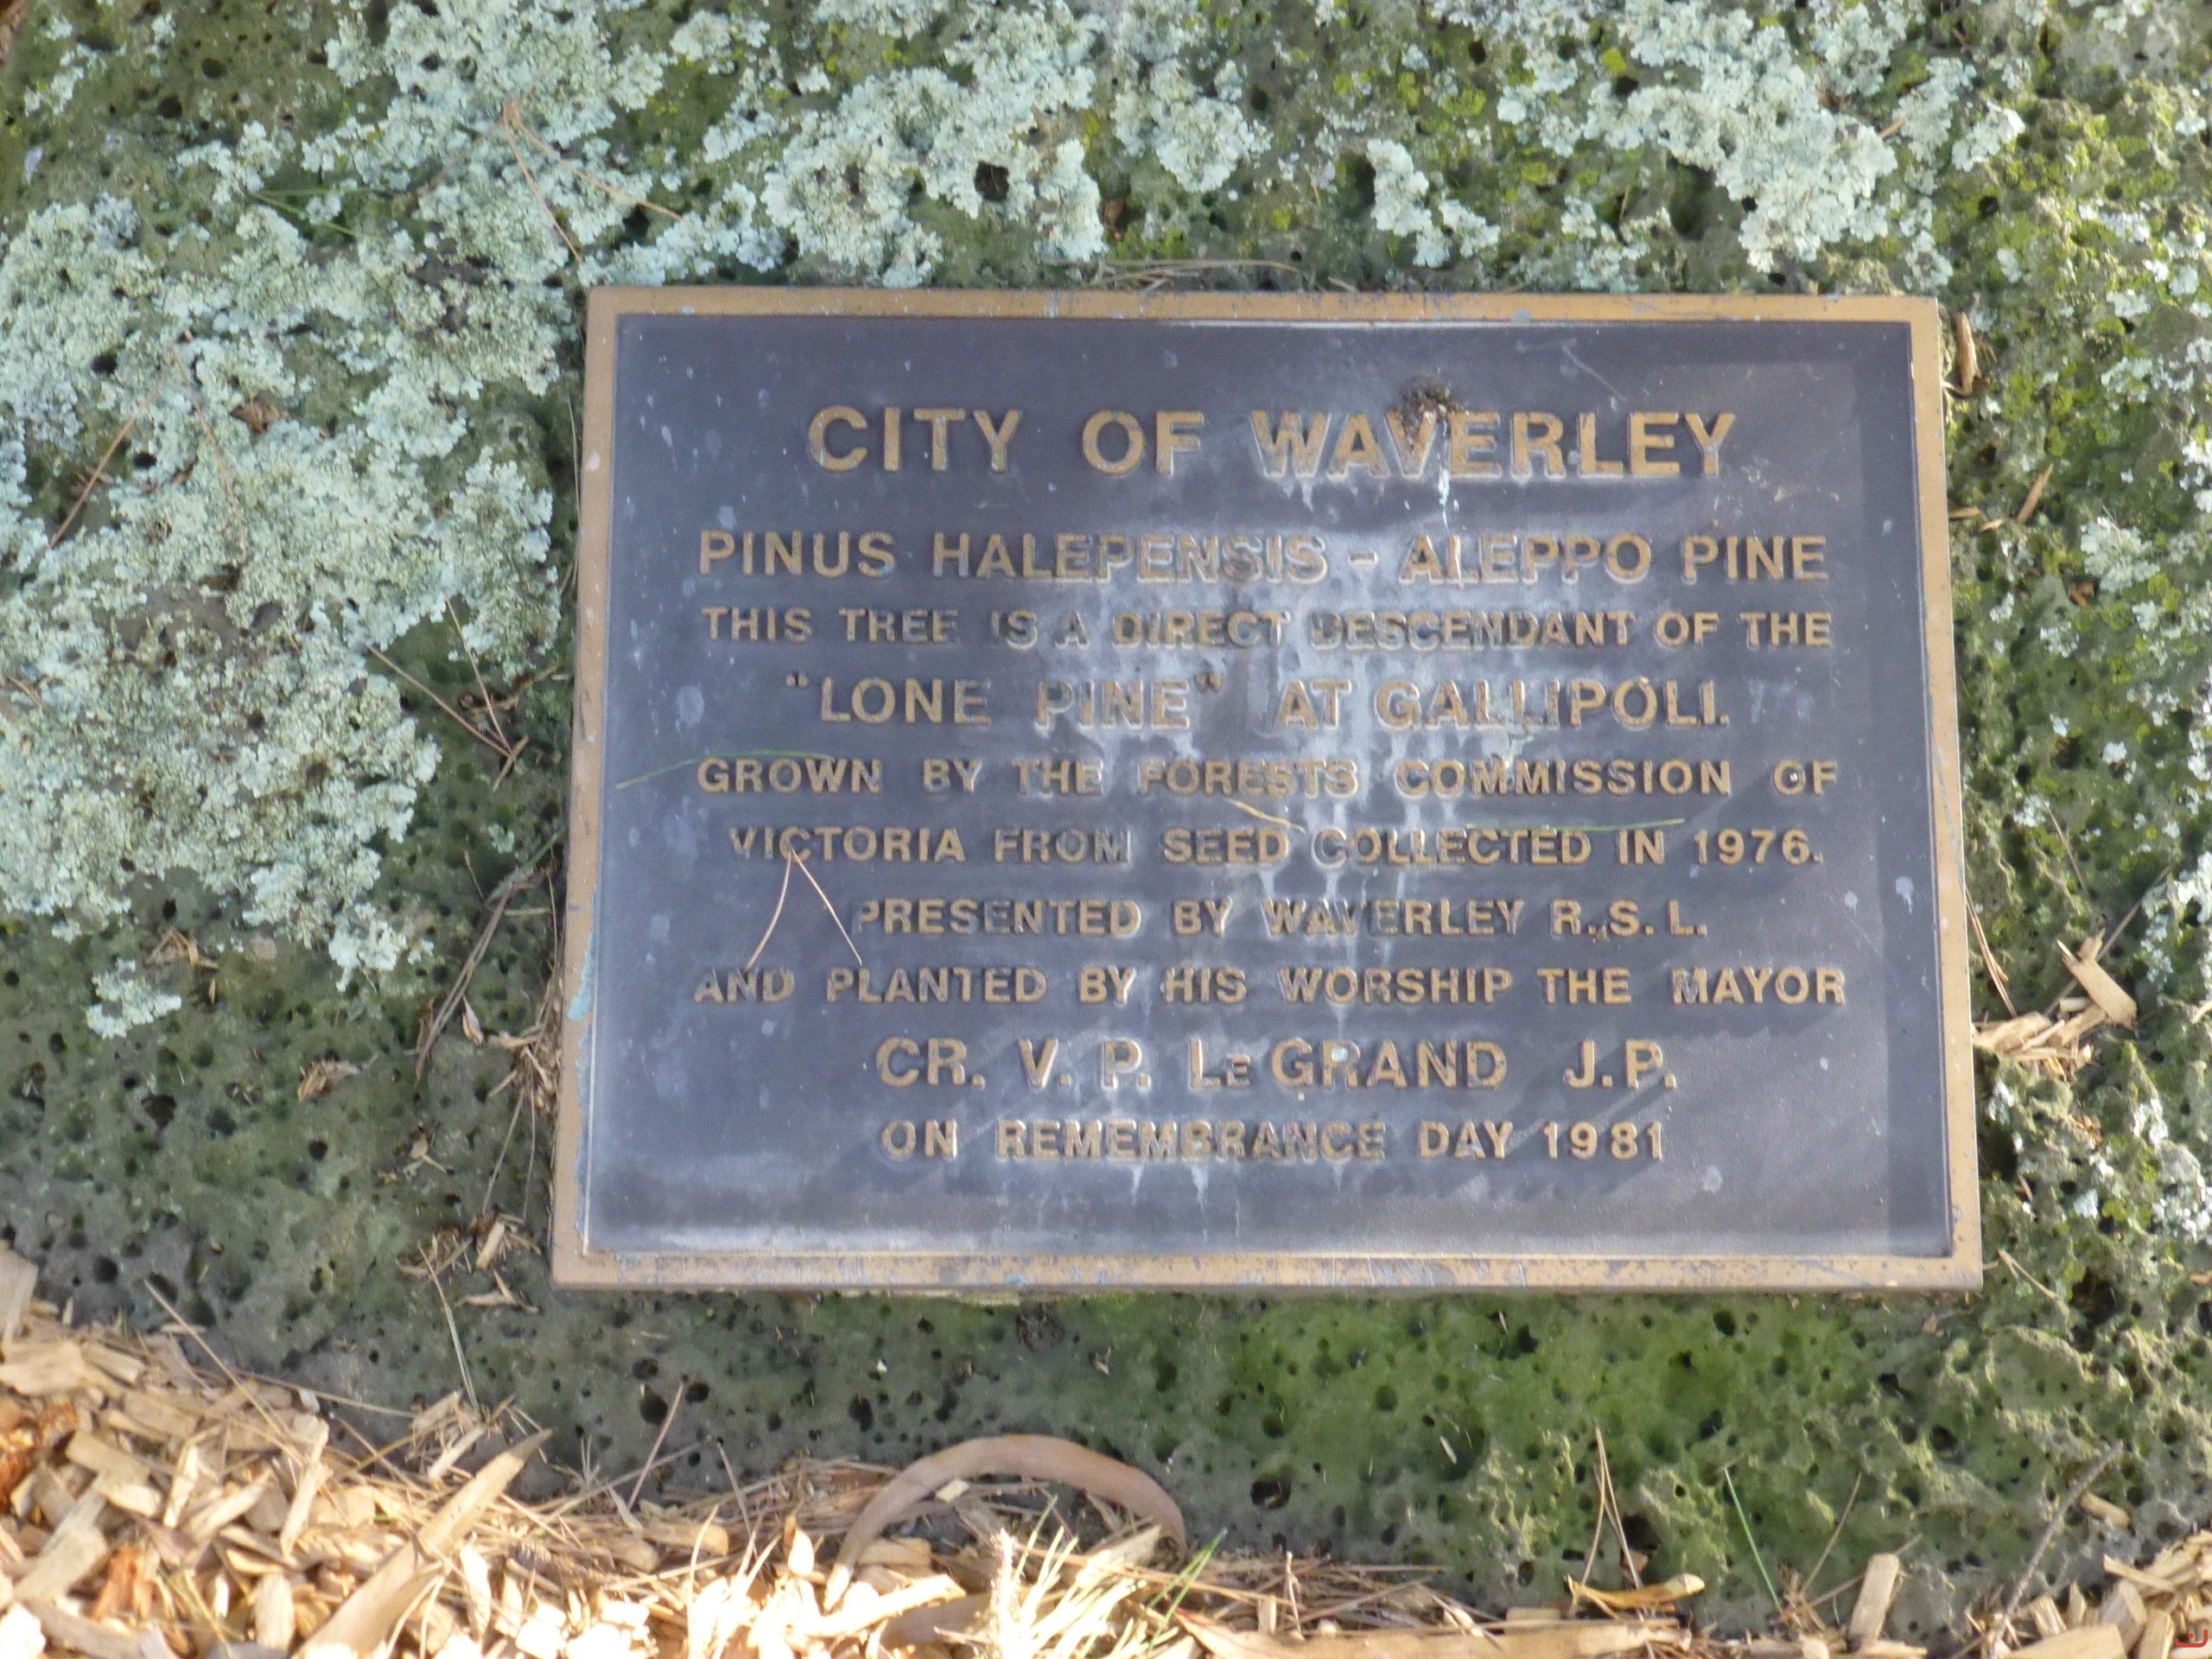 CITY OF WAVERLEY
PINUS HALEPENSIS - ALEPPO PINE
THIS TREE IS A DIRECT DESCENDANT OF THE
"LONE PINE" AT GALLIPOLI.
GROWN BY THE FORESTS COMMISSION OF
VICTORIA FROM SEED COLLECTED IN 1976.
PRESENTED BY WAVERLEY R.S.L.
AND PLANTED BY HIS WORSHIP THE MAYOR
CR. V. P. LE GRAND J.P.
ON REMEMBRANCE DAY 1981